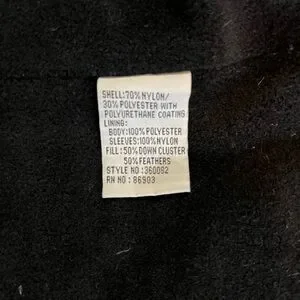 SHELL:70%NYLON/
30%POLYESTER WITH
POLYURETHANE COATING
LINING:
BODY:100%POLYESTER
SLEEVES:100%NYLON
FILL:50%DOWN CLUSTER
50%FEATHERS
STYLE NO:360082
RN NO:86903